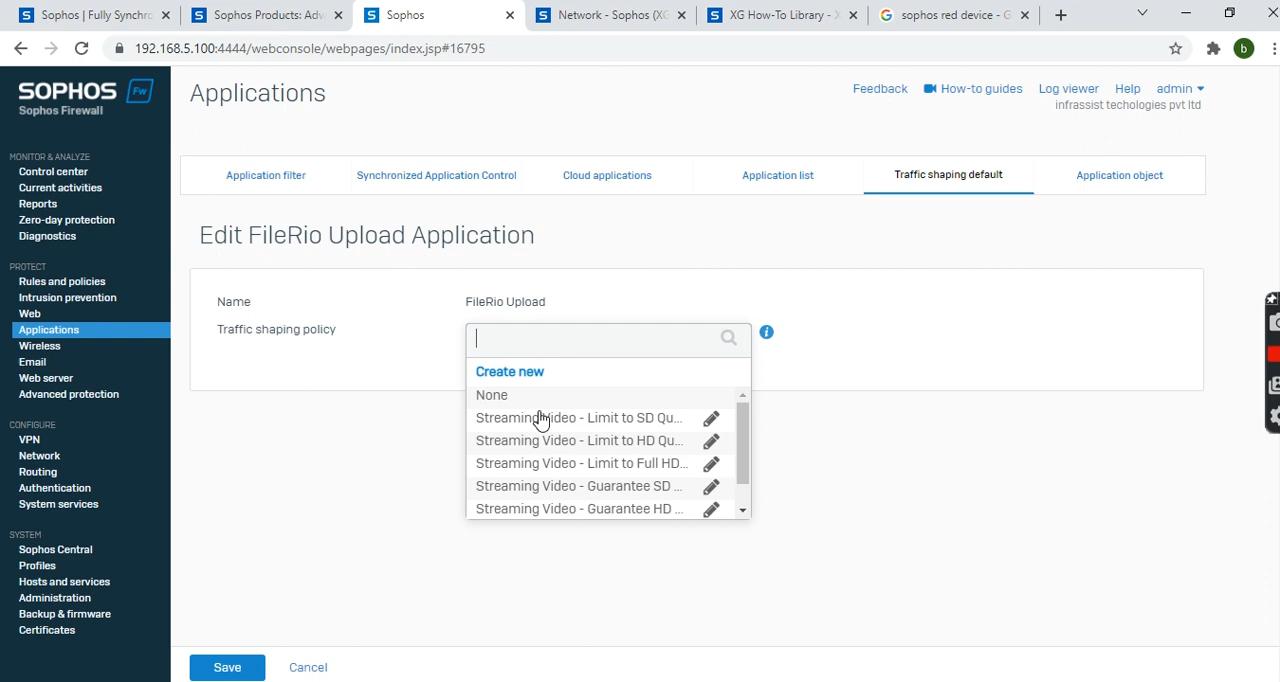 Sophos | Fully Synchro
Sophos Products: Adv
Sophos
Network - Sophos (XG
XG How-To Library -
sophos red device - G
192.168.5.100:4444/webconsole/webpages/index.jsp#16795
b
SOPHOS Fw
Sophos Firewall
MONITOR & ANALYZE
Control center
Current activities
Reports
Zero-day protection
Diagnostics
PROTECT
Rules and policies
Intrusion prevention
Web
Applications
Wireless
Email
Web server
Advanced protection
CONFIGURE
VPN
Network
Routing
Authentication
System services
SYSTEM
Sophos Central
Profiles
Hosts and services
Administration
Backup & firmware
Certificates
Applications
Feedback How-to guides Log viewer Help admin
infrassist techologies pvt ltd
Application filter Synchronized Application Control Cloud applications Application list Traffic shaping default Application object
Edit FileRio Upload Application
Name FileRio Upload
Traffic shaping policy
Create new
None
Streaming Video - Limit to SD Qu...
Streaming Video - Limit to HD Qu...
Streaming Video - Limit to Full HD...
Streaming Video - Guarantee SD ...
Streaming Video - Guarantee HD ...
Save Cancel